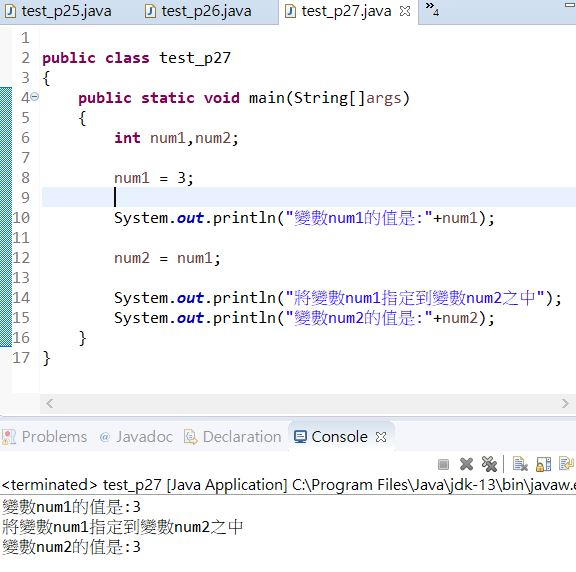 test_p25.java test_p26.java test_p27.java »4
1
2 public class test_p27
3 {
4 public static void main(String[]args)
5 {
6 int num1,num2;
7
8 num1 = 3;
9
10 System.out.println("變數num1的值是:"+num1);
11
12 num2 = num1;
13
14 System.out.println("將變數num1指定到變數num2之中");
15 System.out.println("變數num2的值是:"+num2);
16 }
17 }
Problems @ Javadoc Declaration Console
<terminated> test_p27 [Java Application] C:\Program Files\Java\jdk-13\bin\javaw.e
變數num1的值是:3
將變數num1指定到變數num2之中
變數num2的值是:3